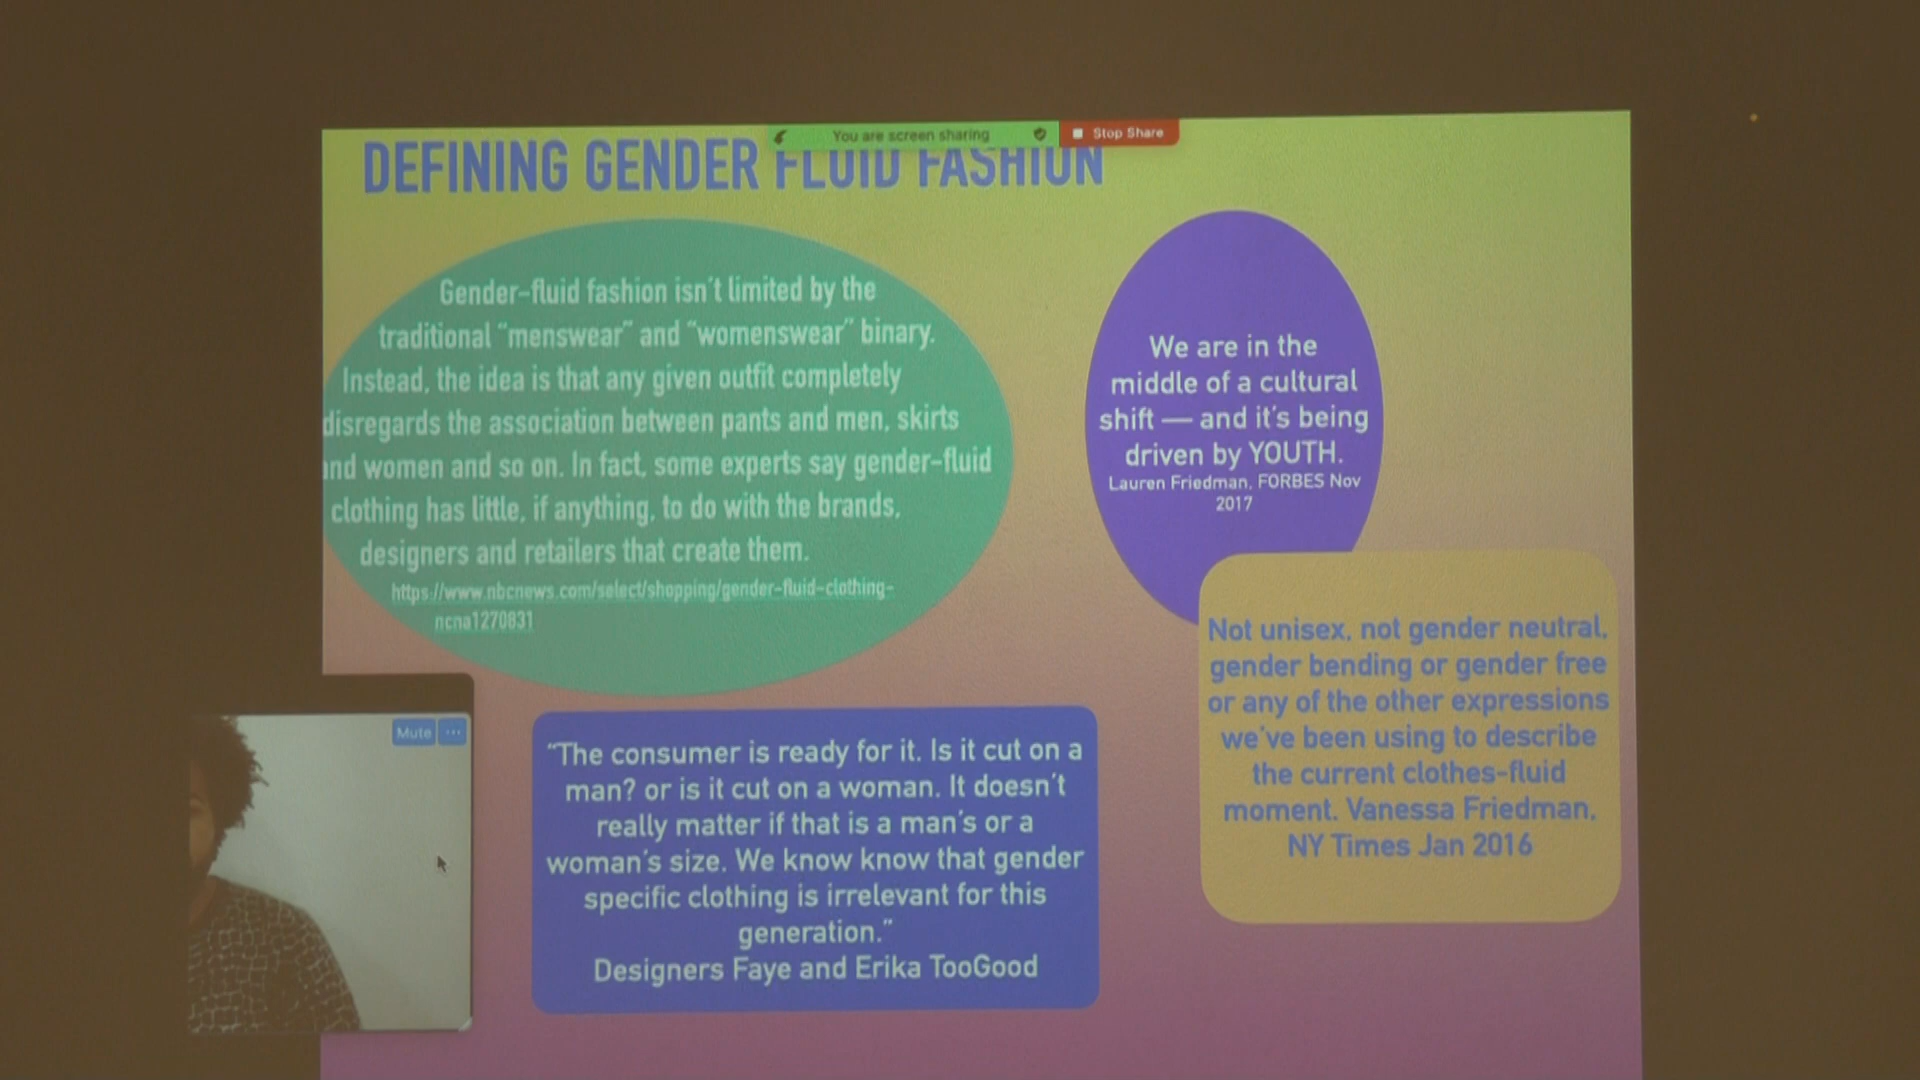 You are screen sharing
Stop Share
DEFINING GENDER FLUID FASHION
Gender-fluid fashion isn't limited by the
traditional "menswear" and "womenswear" binary.
Instead, the idea is that any given outfit completely
disregards the association between pants and men, skirts
and women and so on. In fact, some experts say gender-fluid
clothing has little, if anything, to do with the brands,
designers and retailers that create them.
https://www.nbcnews.com/select/shopping/gender-fluid-clothing-
ncna1270831
We are in the
middle of a cultural
shift — and it's being
driven by YOUTH.
Lauren Friedman, FORBES Nov
2017
Not unisex, not gender neutral,
gender bending or gender free
or any of the other expressions
we've been using to describe
the current clothes-fluid
moment. Vanessa Friedman,
NY Times Jan 2016
Mute ...
"The consumer is ready for it. Is it cut on a
man? or is it cut on a woman. It doesn't
really matter if that is a man's or a
woman's size. We know know that gender
specific clothing is irrelevant for this
generation."
Designers Faye and Erika TooGood